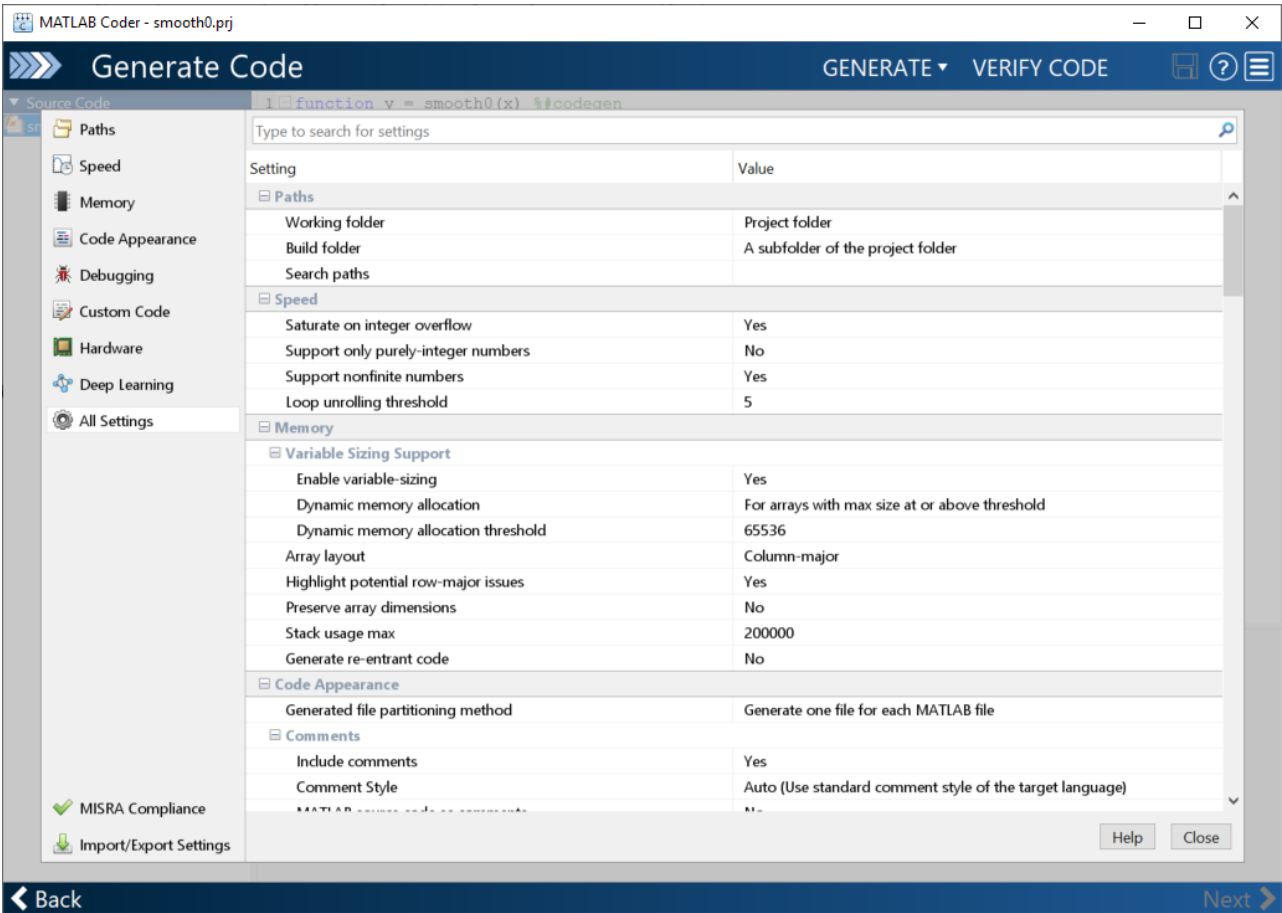 MATLAB Coder - smooth0.prj
Generate Code
GENERATE VERIFY CODE
Source Code
1 function y = smooth0(x) %#codegen
sm
Paths
Speed
Memory
Code Appearance
Debugging
Custom Code
Hardware
Deep Learning
All Settings
MISRA Compliance
Import/Export Settings
Type to search for settings
Setting Value
Paths
Working folder Project folder
Build folder A subfolder of the project folder
Search paths
Speed
Saturate on integer overflow Yes
Support only purely-integer numbers No
Support nonfinite numbers Yes
Loop unrolling threshold 5
Memory
Variable Sizing Support
Enable variable-sizing Yes
Dynamic memory allocation For arrays with max size at or above threshold
Dynamic memory allocation threshold 65536
Array layout Column-major
Highlight potential row-major issues Yes
Preserve array dimensions No
Stack usage max 200000
Generate re-entrant code No
Code Appearance
Generated file partitioning method Generate one file for each MATLAB file
Comments
Include comments Yes
Comment Style Auto (Use standard comment style of the target language)
MATLAB source code as comments No
Help Close
Back Next